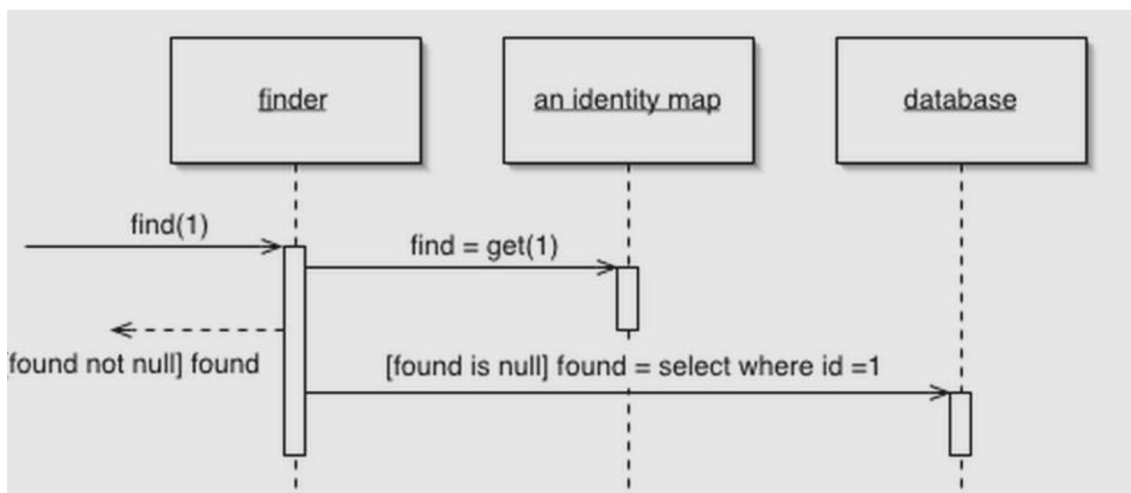 finder
an identity map
database
find(1)
find = get(1)
[found not null] found
[found is null] found = select where id =1